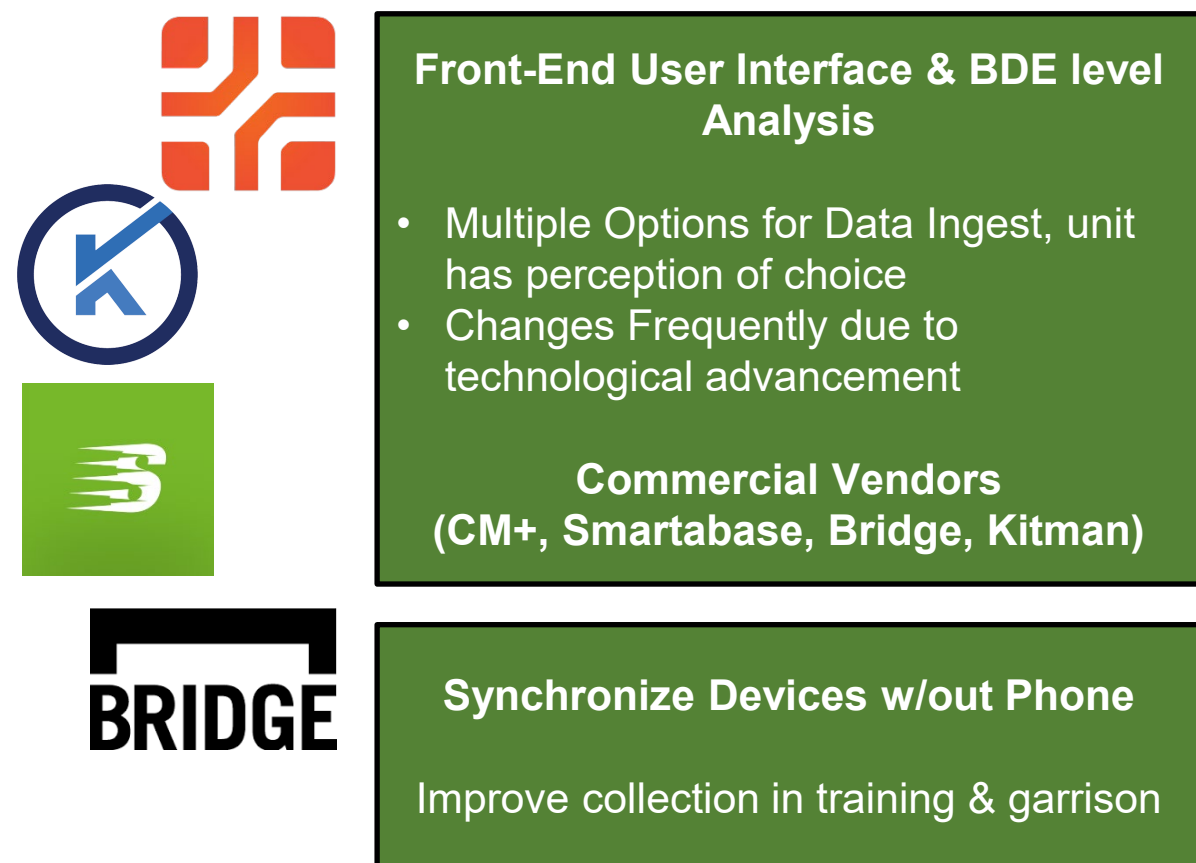 Front-End User Interface & BDE level
Analysis
• Multiple Options for Data Ingest, unit
has perception of choice
• Changes Frequently due to
technological advancement
Commercial Vendors
(CM+, Smartabase, Bridge, Kitman)
BRIDGE
Synchronize Devices w/out Phone
Improve collection in training & garrison